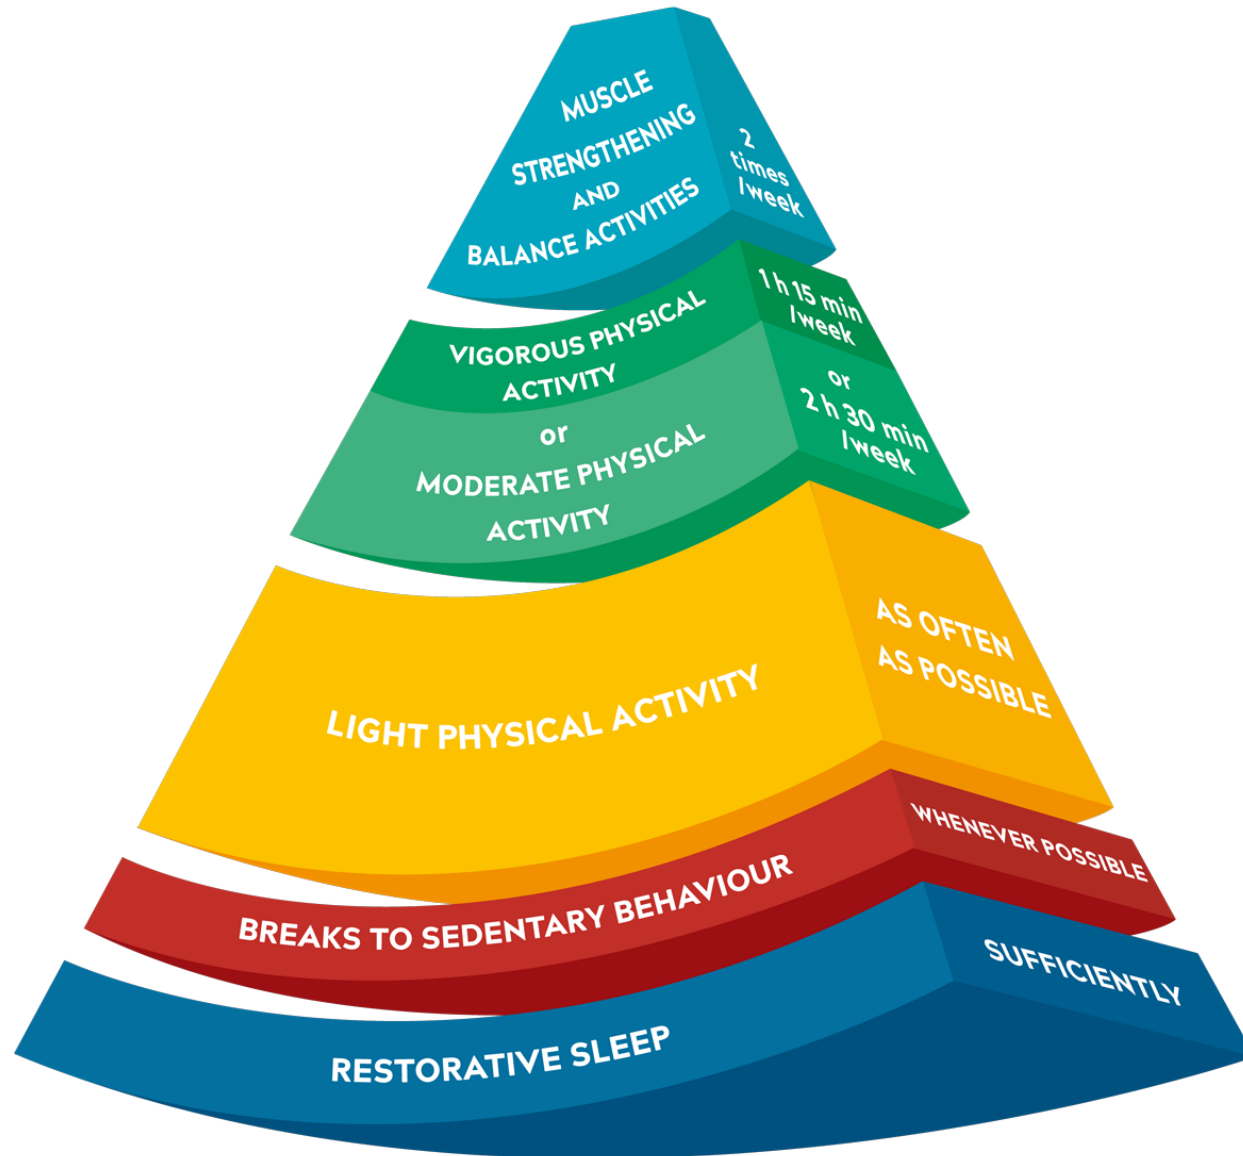 MUSCLE
STRENGTHENING
AND
BALANCE ACTIVITIES
2
times
/week
VIGOROUS PHYSICAL
ACTIVITY
1 h 15 min
/week
or
MODERATE PHYSICAL
ACTIVITY
or
2 h 30 min
/week
LIGHT PHYSICAL ACTIVITY
AS OFTEN
AS POSSIBLE
BREAKS TO SEDENTARY BEHAVIOUR
WHENEVER POSSIBLE
RESTORATIVE SLEEP
SUFFICIENTLY